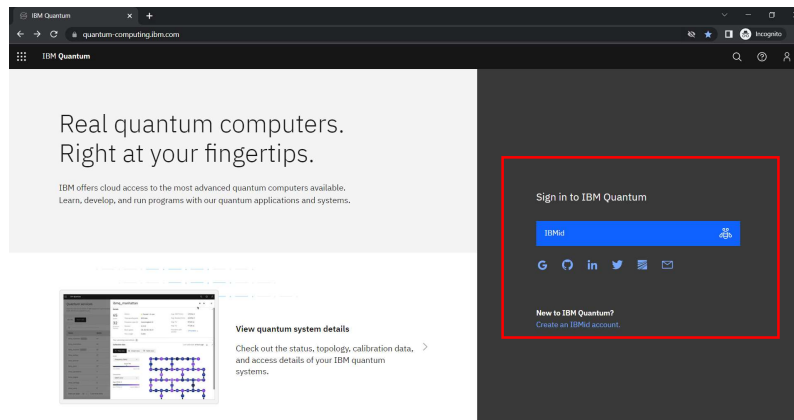 IBM Quantum
quantum-computing.ibm.com
Incognito
IBM Quantum
Real quantum computers.
Right at your fingertips.
IBM offers cloud access to the most advanced quantum computers available.
Learn, develop, and run programs with our quantum applications and systems.
Sign in to IBM Quantum
IBMid
New to IBM Quantum?
Create an IBMid account.
View quantum system details
Check out the status, topology, calibration data,
and access details of your IBM quantum
systems.